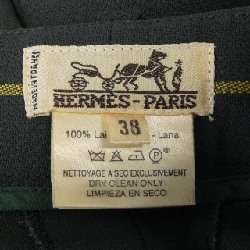 MADE IN FRANCE
HERMES-PARIS
38
100% Lai - Lana
NETTOYAGE A SEC EXCLUSIVEMENT
DRY CLEAN ONLY
LIMPIEZA EN SECO